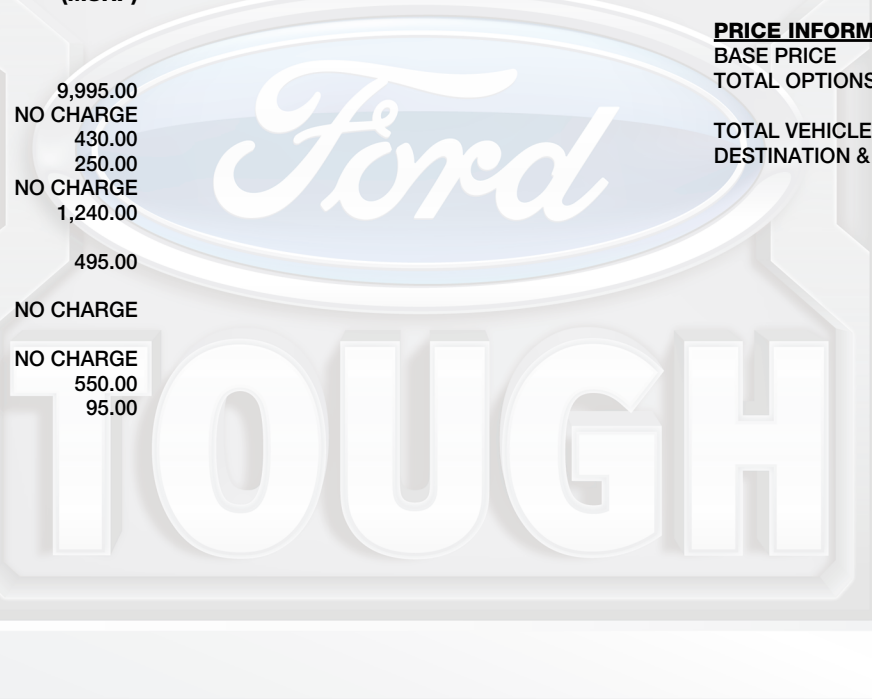 9,995.00
NO CHARGE
430.00
250.00
NO CHARGE
1,240.00
495.00
NO CHARGE
NO CHARGE
550.00
95.00
PRICE INFORM
BASE PRICE
TOTAL OPTIONS
TOTAL VEHICLE
DESTINATION &
Ford
TOUGH